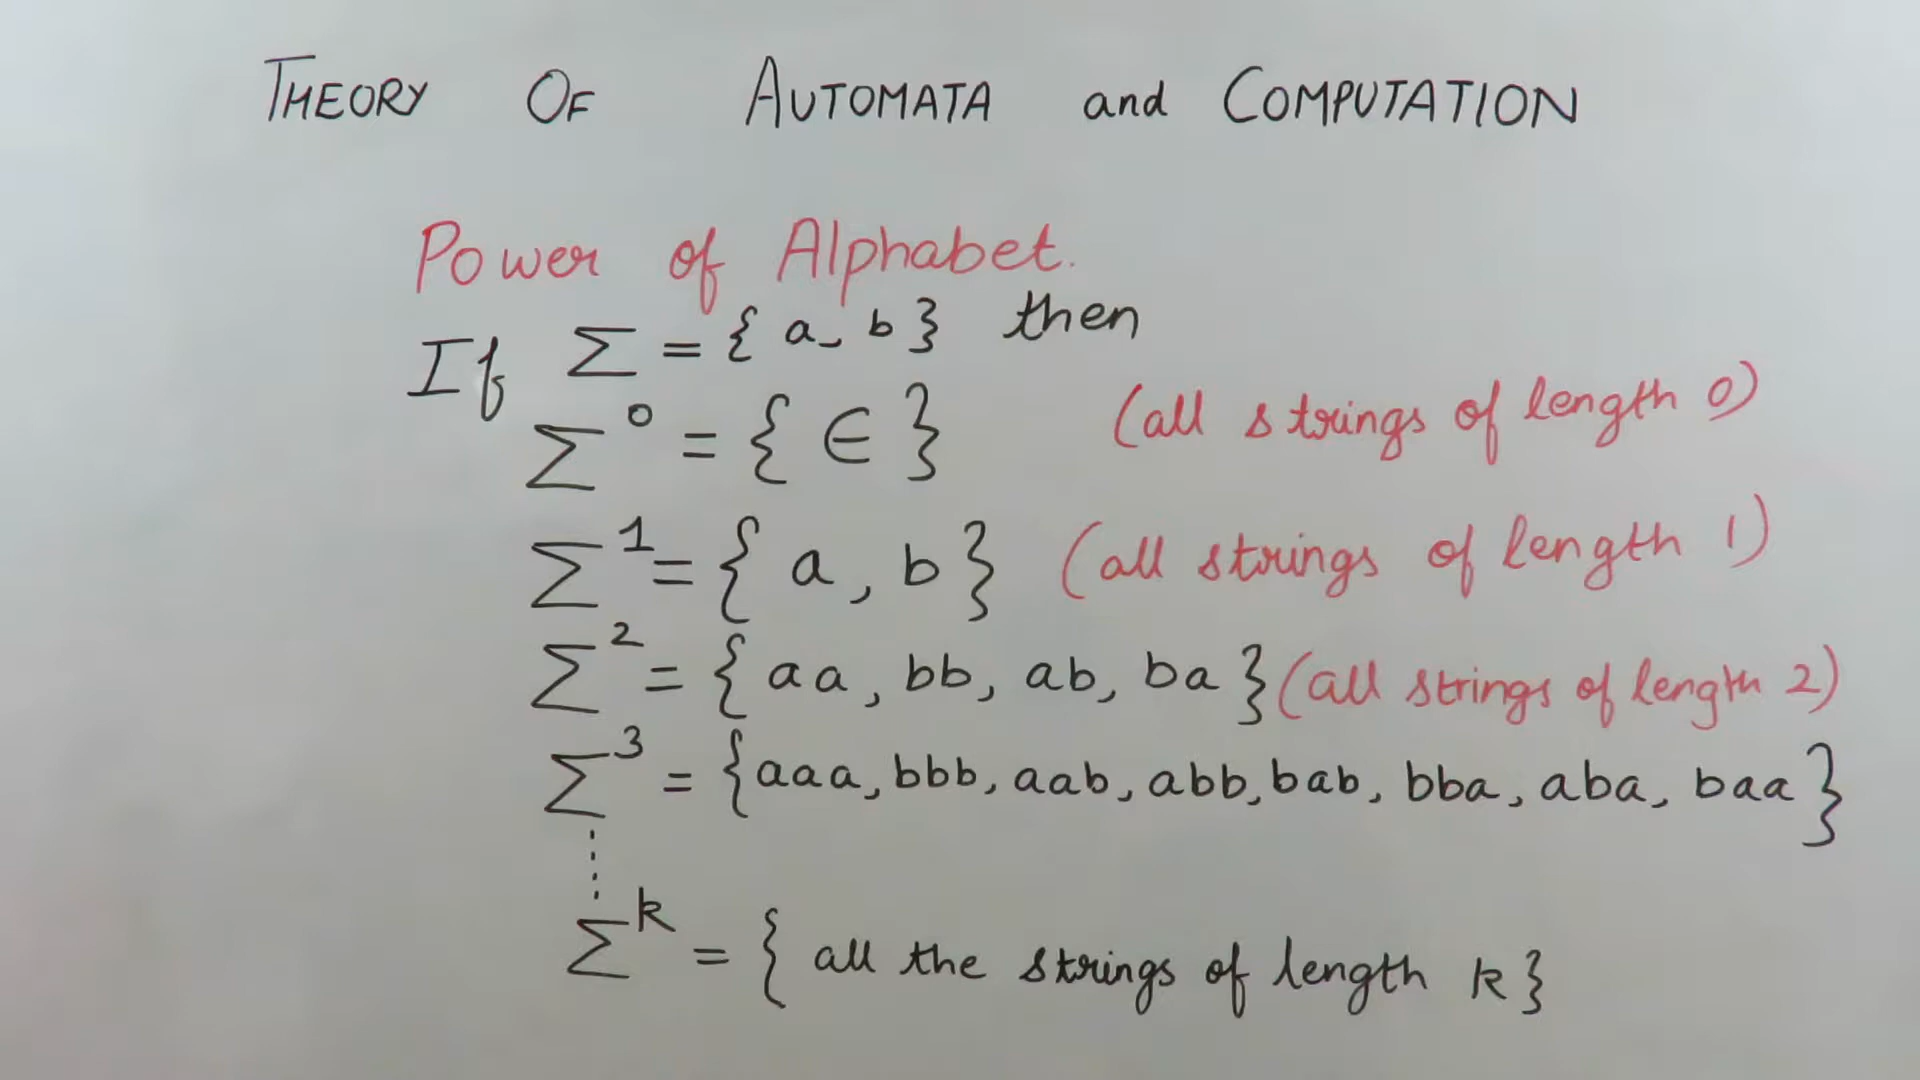 THEORY OF AUTOMATA and COMPUTATION
Power of Alphabet.
If Σ = { a, b } then
Σ⁰ = { ∈ } (all strings of length 0)
Σ¹ = { a, b } (all strings of length 1)
Σ² = { aa, bb, ab, ba } (all strings of length 2)
Σ³ = { aaa, bbb, aab, abb, bab, bba, aba, baa }
⋮
Σᵏ = { all the strings of length k }